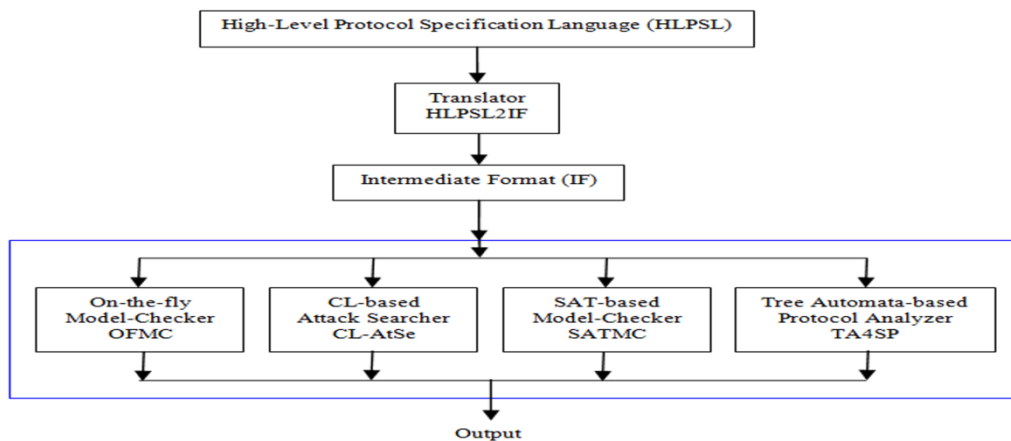 High-Level Protocol Specification Language (HLPSL)
Translator
HLPSL2IF
Intermediate Format (IF)
On-the-fly
Model-Checker
OFMC
CL-based
Attack Searcher
CL-AtSe
SAT-based
Model-Checker
SATMC
Tree Automata-based
Protocol Analyzer
TA4SP
Output